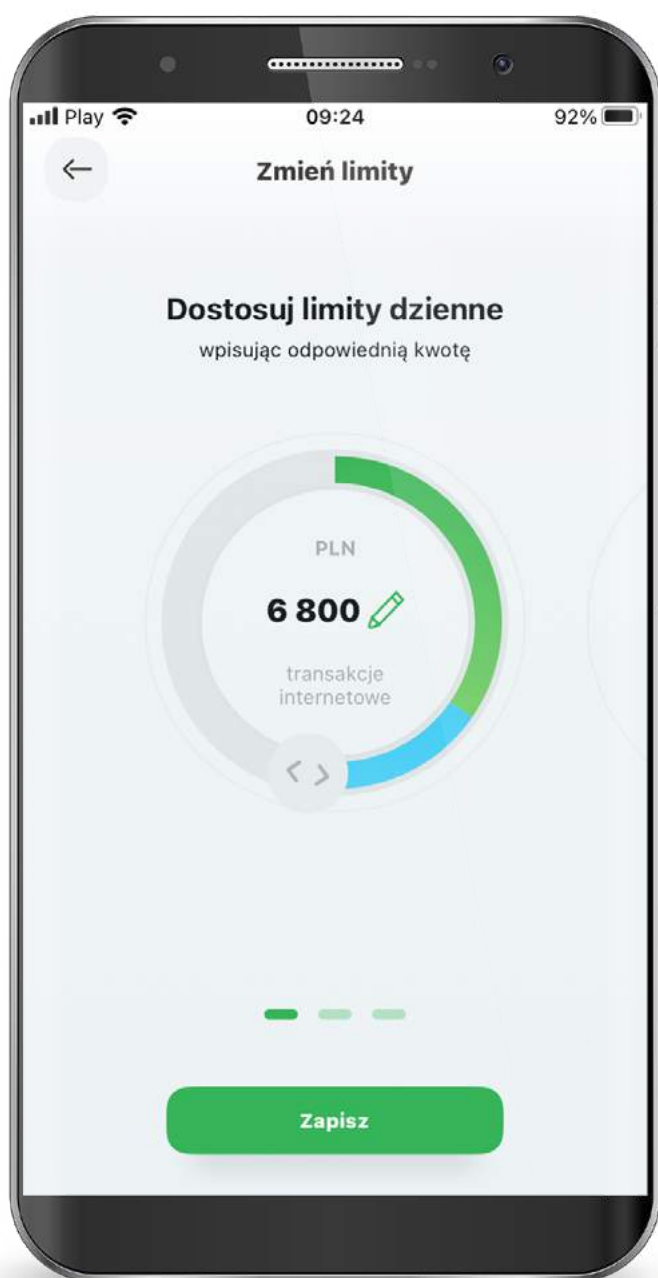 Play
09:24
92%
Zmień limity
Dostosuj limity dzienne
wpisując odpowiednią kwotę
PLN
6 800
transakcje
internetowe
Zapisz